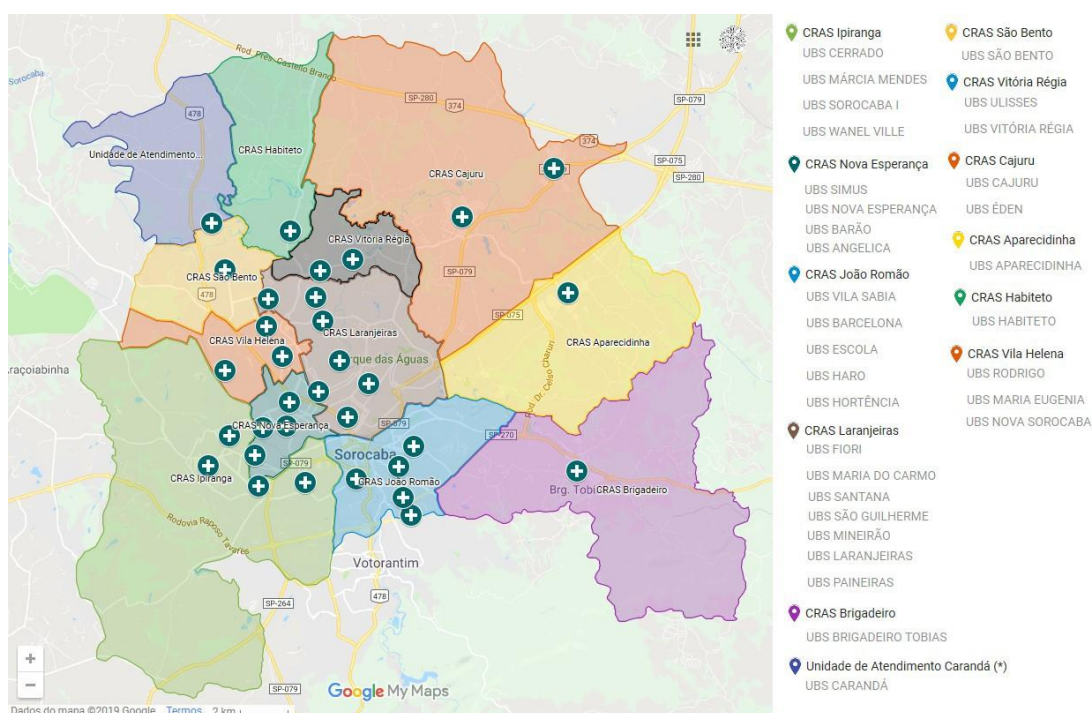 Rod. Pres. Castello Branco
Sorocaba
478
SP-280
374
SP-079
374
SP-075
SP-280
Unidade de Atendimento...
CRAS Habiteto
CRAS Cajuru
CRAS Vitória Régia
CRAS São Bento
478
SP-079
SP-075
CRAS Laranjeiras
CRAS Vila Helena
CRAS Aparecidinha
Parque das Águas
Araçoiabinha
Rod. Dr. Celso Charuri
CRAS Nova Esperança
SP-079
SP-270
Sorocaba
SP-079
CRAS Ipiranga
CRAS João Romão
Brg. Tobias
CRAS Brigadeiro
Rodovia Raposo Tavares
Votorantim
SP-264
478
SP-079
+
−
Google My Maps
Dados do mapa ©2019 Google Termos 2 km
CRAS Ipiranga
UBS CERRADO
UBS MÁRCIA MENDES
UBS SOROCABA I
UBS WANEL VILLE
CRAS Nova Esperança
UBS SIMUS
UBS NOVA ESPERANÇA
UBS BARÃO
UBS ANGELICA
CRAS João Romão
UBS VILA SABIA
UBS BARCELONA
UBS ESCOLA
UBS HARO
UBS HORTÊNCIA
CRAS Laranjeiras
UBS FIORI
UBS MARIA DO CARMO
UBS SANTANA
UBS SÃO GUILHERME
UBS MINEIRÃO
UBS LARANJEIRAS
UBS PAINEIRAS
CRAS Brigadeiro
UBS BRIGADEIRO TOBIAS
Unidade de Atendimento Carandá (*)
UBS CARANDÁ
CRAS São Bento
UBS SÃO BENTO
CRAS Vitória Régia
UBS ULISSES
UBS VITÓRIA RÉGIA
CRAS Cajuru
UBS CAJURU
UBS ÉDEN
CRAS Aparecidinha
UBS APARECIDINHA
CRAS Habiteto
UBS HABITETO
CRAS Vila Helena
UBS RODRIGO
UBS MARIA EUGENIA
UBS NOVA SOROCABA